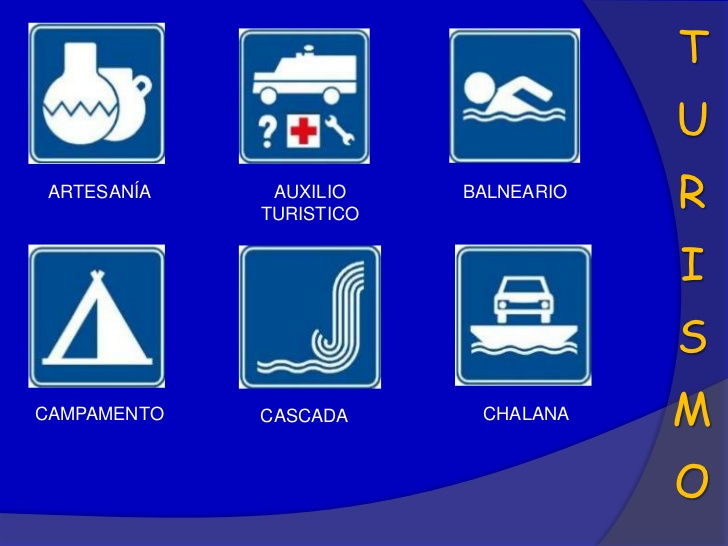 ARTESANÍA
AUXILIO
TURISTICO
BALNEARIO
CAMPAMENTO
CASCADA
CHALANA
?
T
U
R
I
S
M
O